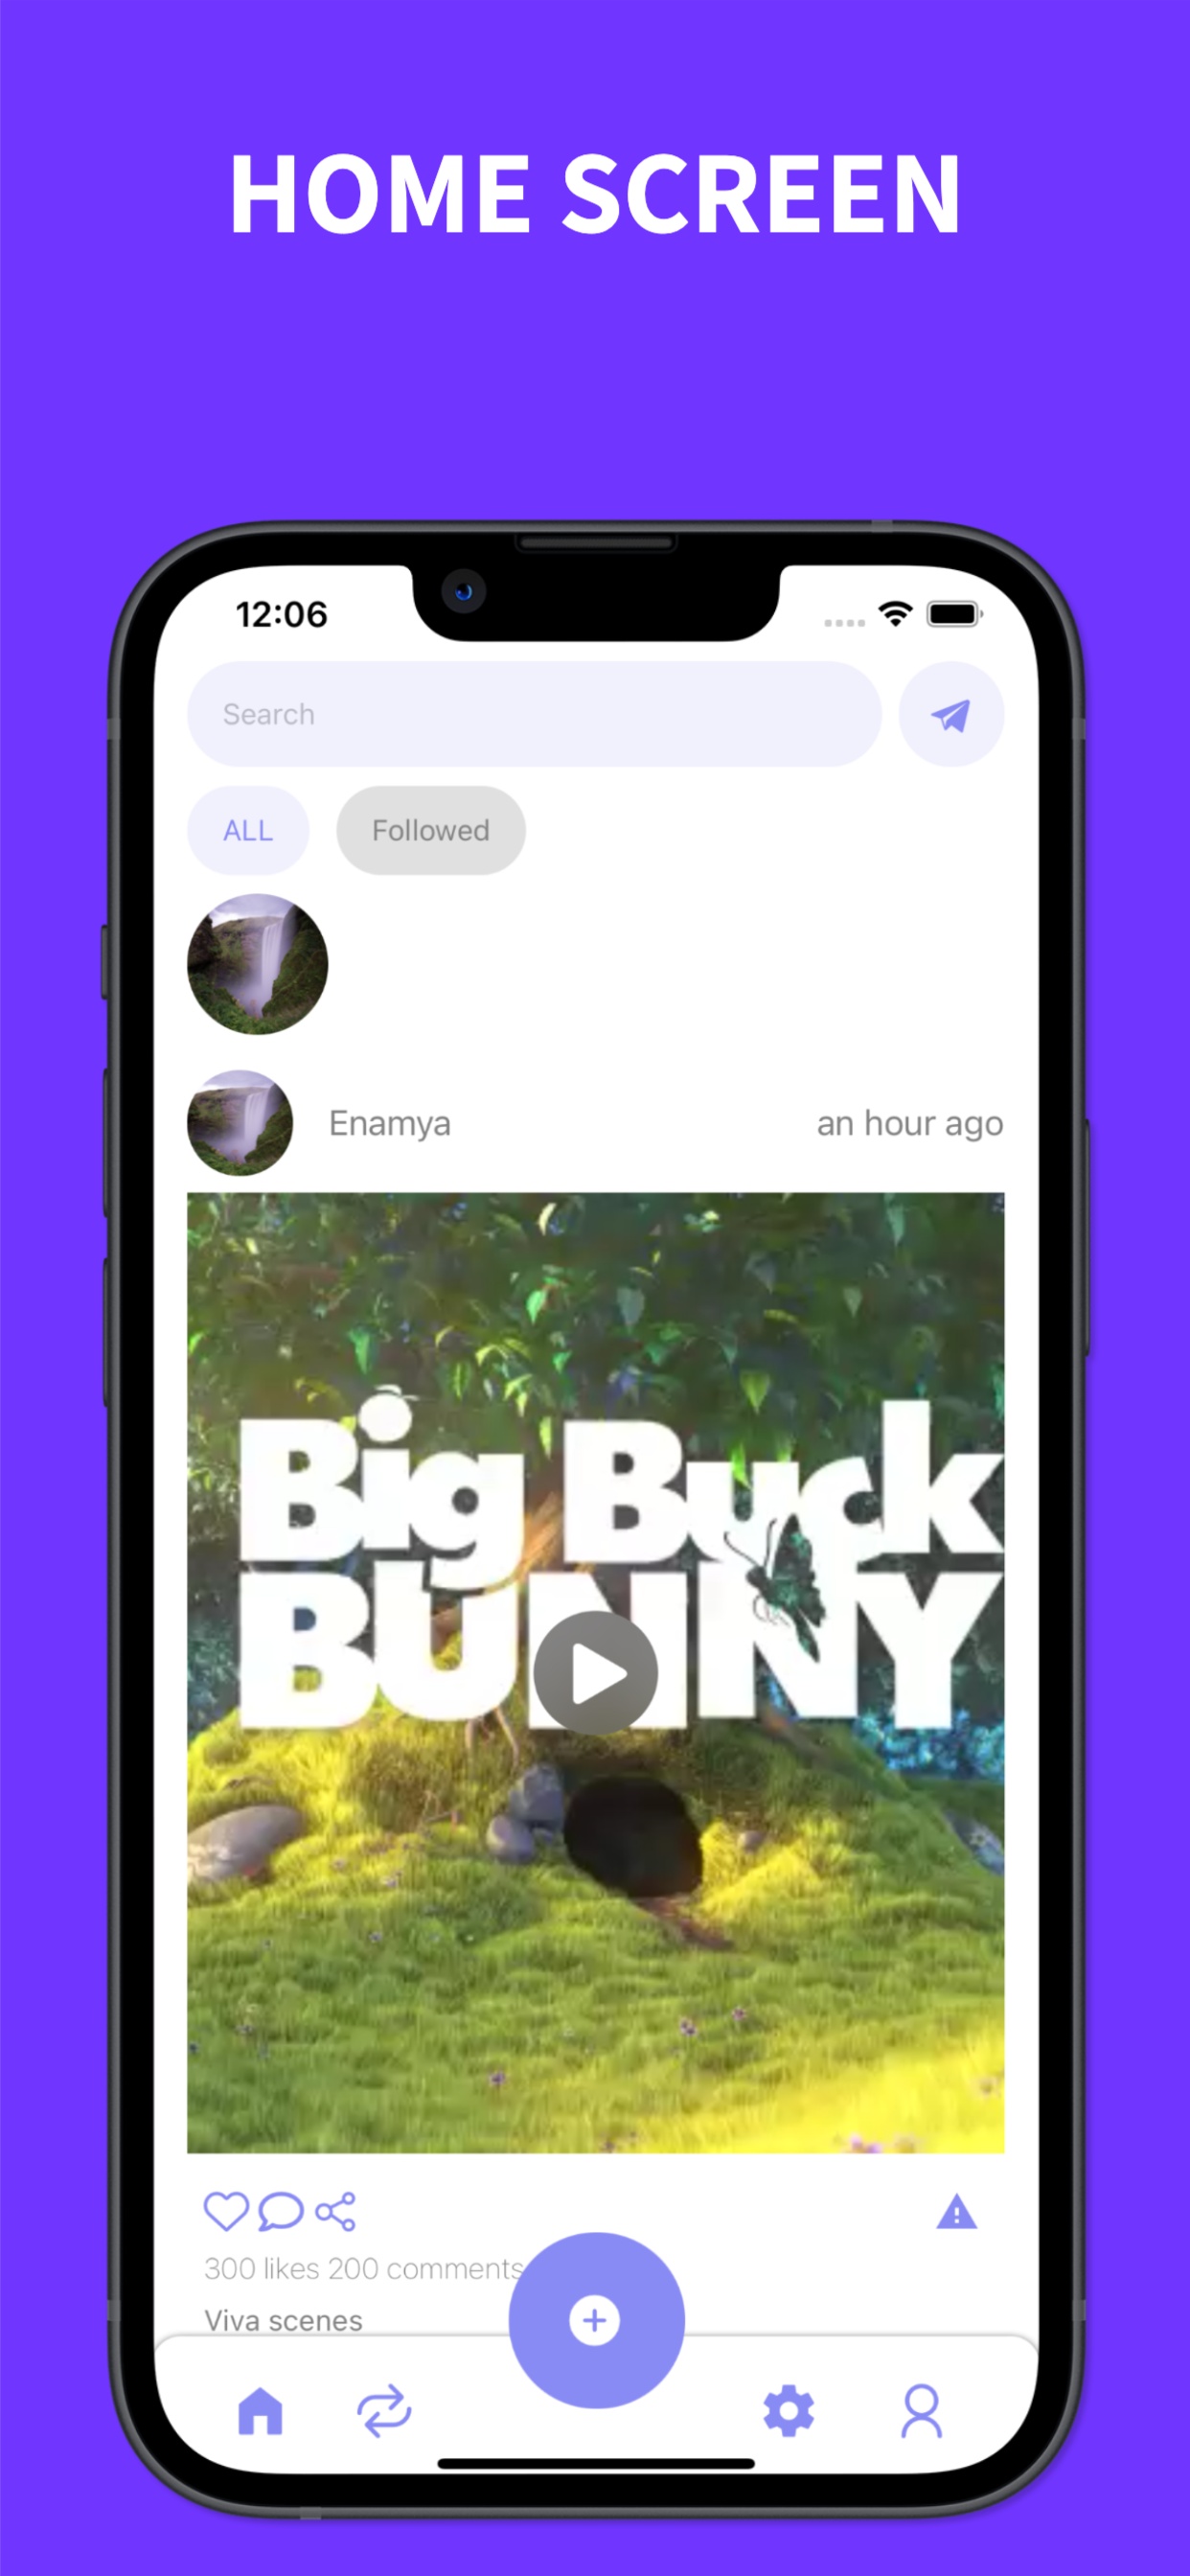 HOME SCREEN
12:06
Search
ALL Followed
Enamya an hour ago
Big Buck
BUNNY
300 likes 200 comments
Viva scenes